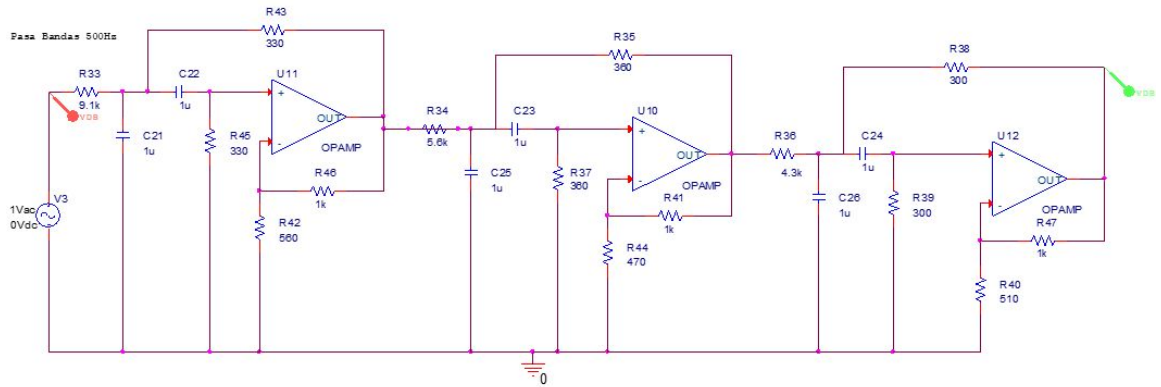 Pasa Bandas 500Hz
R43
330
R33
9.1k
VDB
C22
1u
U11
+
-
OUT
OPAMP
C21
1u
R45
330
R46
1k
R42
560
V3
1Vac
0Vdc
R34
5.6k
R35
360
C23
1u
U10
+
-
OUT
OPAMP
C25
1u
R37
360
R41
1k
R44
470
R36
4.3k
R38
300
C24
1u
U12
+
-
OUT
OPAMP
C26
1u
R39
300
R47
1k
R40
510
VDB
0